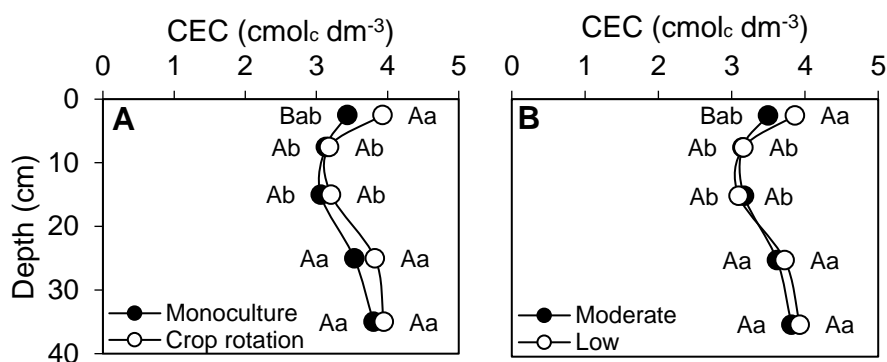 CEC (cmolc dm-3) CEC (cmolc dm-3)
0 1 2 3 4 5 0 1 2 3 4 5
0 A Bab Aa B Bab Aa
10 Ab Ab Ab Ab
Ab Ab Ab Ab
20
Aa Aa Aa Aa
30 Monoculture Moderate
Aa Aa Aa Aa
Crop rotation Low
40
Depth (cm)